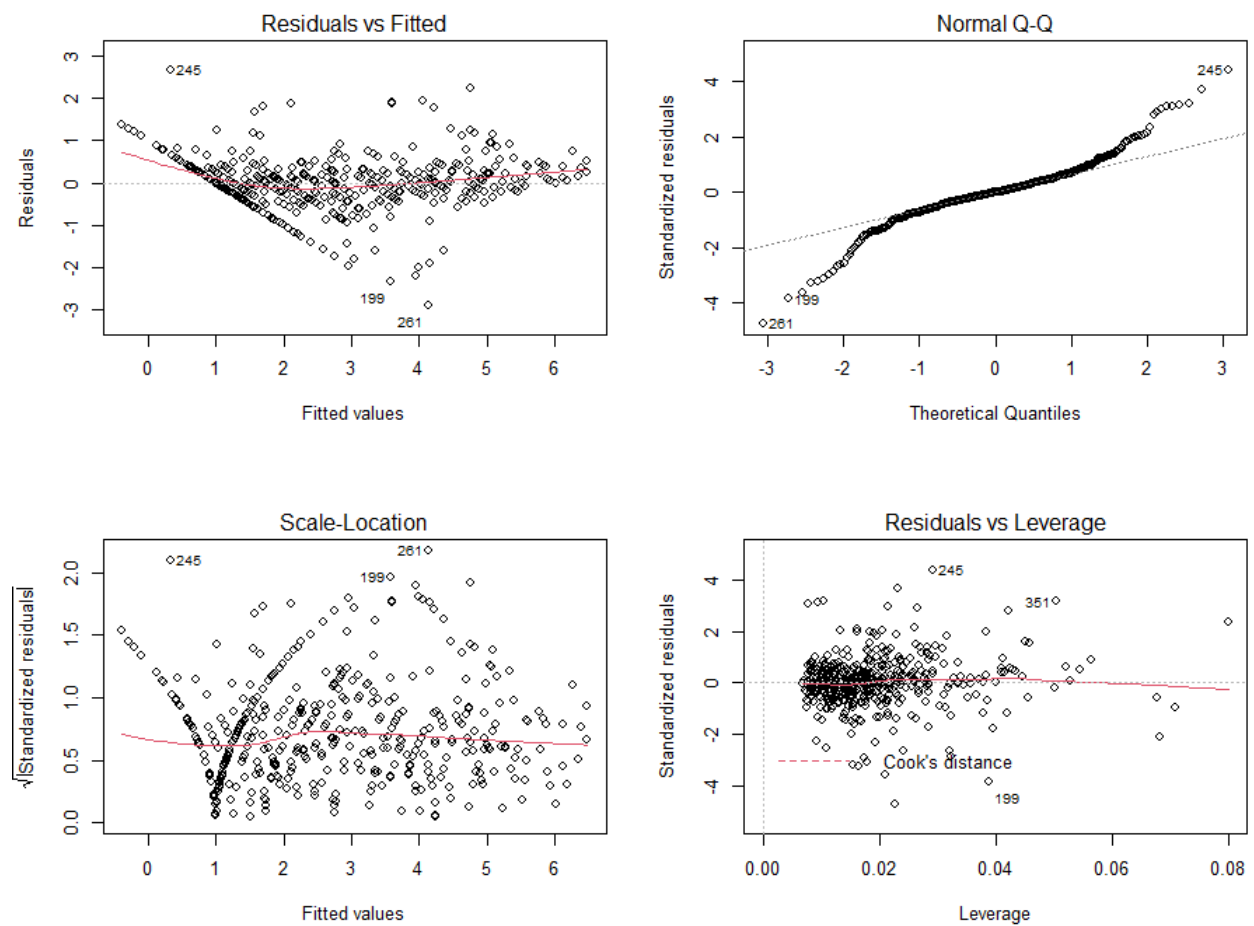 Residuals vs Fitted
Residuals
3
2
1
0
-1
-2
-3
245
199
261
0 1 2 3 4 5 6
Fitted values
Normal Q-Q
Standardized residuals
4
2
0
-2
-4
245
199
261
-3 -2 -1 0 1 2 3
Theoretical Quantiles
Scale-Location
√|Standardized residuals|
2.0
1.5
1.0
0.5
0.0
245
261
199
0 1 2 3 4 5 6
Fitted values
Residuals vs Leverage
Standardized residuals
4
2
0
-2
-4
245
351
Cook's distance
199
0.00 0.02 0.04 0.06 0.08
Leverage